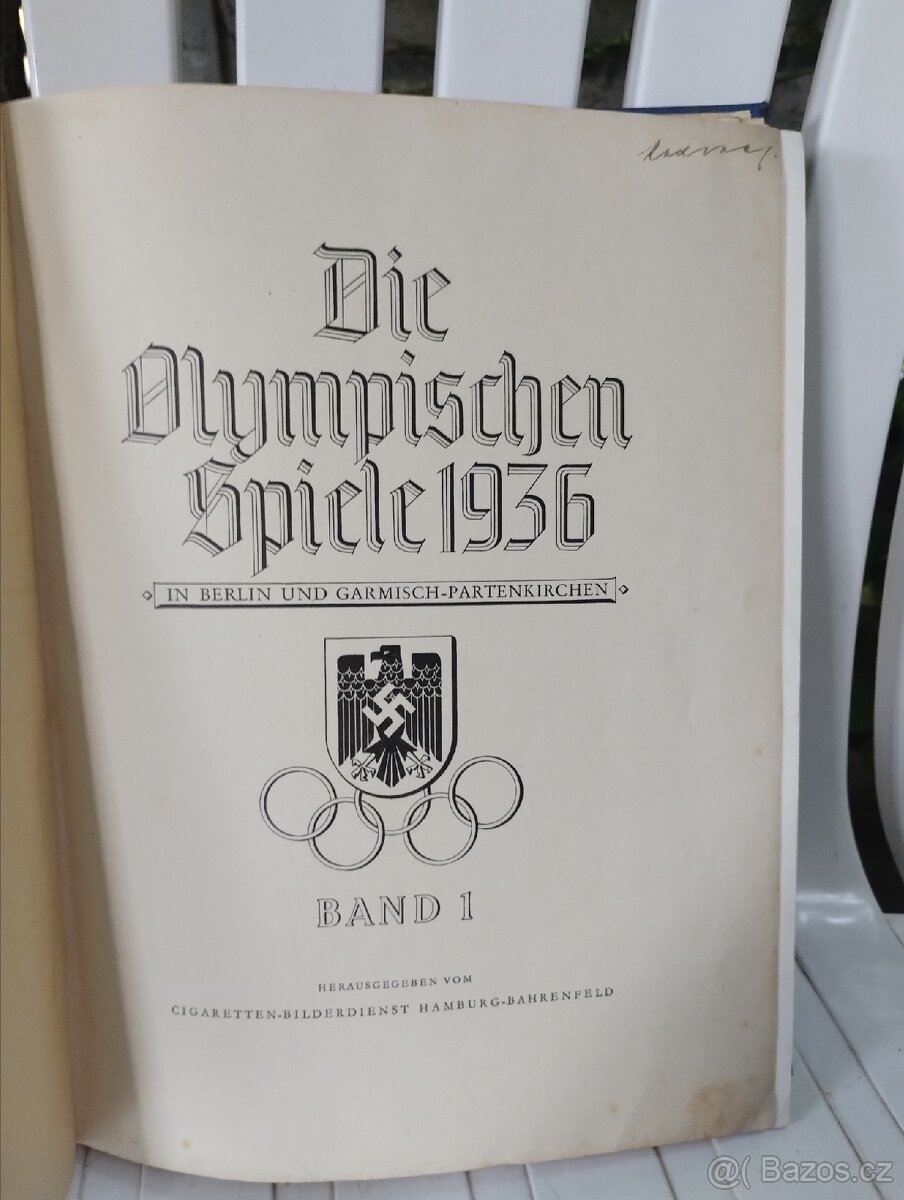 Die
Olympischen
Spiele 1936
IN BERLIN UND GARMISCH-PARTENKIRCHEN
BAND 1
HERAUSGEGEBEN VOM
CIGARETTEN-BILDERDIENST HAMBURG-BAHRENFELD
@( Bazos.cz